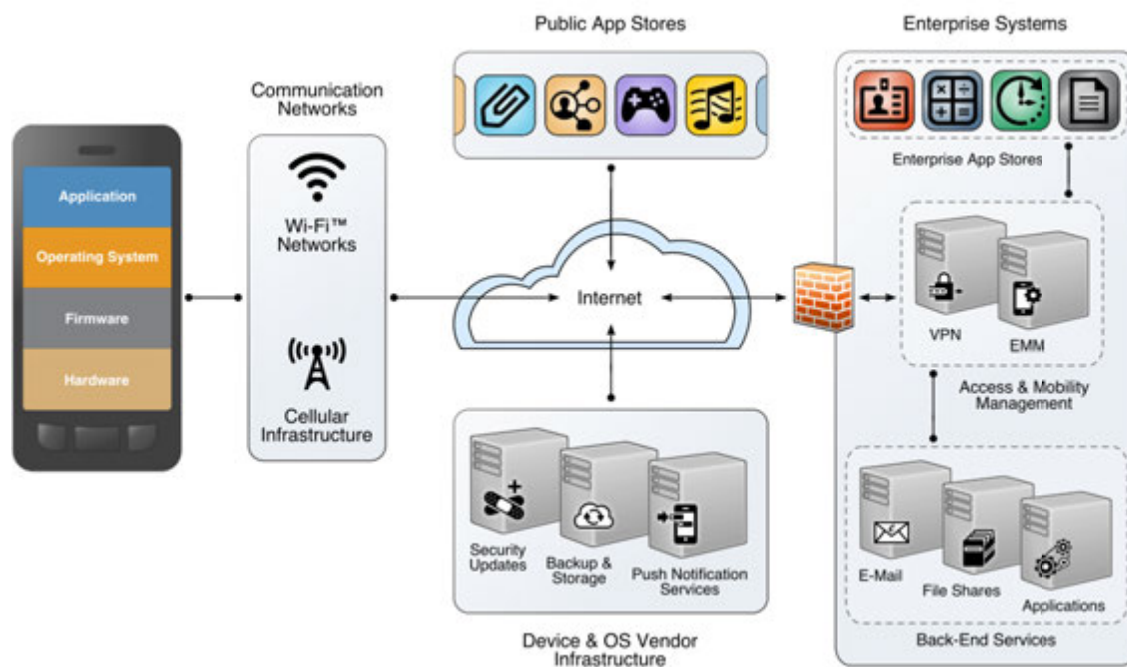 Public App Stores
Enterprise Systems
Communication
Networks
Application
Operating System
Firmware
Hardware
Wi-Fi™
Networks
Cellular
Infrastructure
Internet
Enterprise App Stores
VPN
EMM
Access & Mobility
Management
Security
Updates
Backup &
Storage
Push Notification
Services
Device & OS Vendor
Infrastructure
E-Mail
File Shares
Applications
Back-End Services